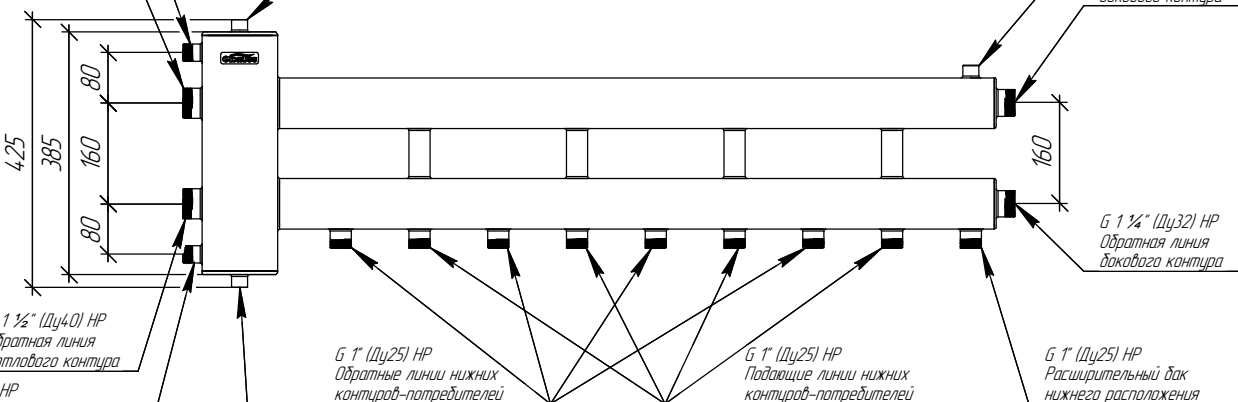 бокового контура
425
385
80
160
80
160
G 1 ¼" (Ду32) НР
Обратная линия
бокового контура
1 ½" (Ду40) НР
братная линия
отлового контура
НР
G 1" (Ду25) НР
Обратные линии нижних
контуров-потребителей
G 1" (Ду25) НР
Подающие линии нижних
контуров-потребителей
G 1" (Ду25) НР
Расширительный бак
нижнего расположения